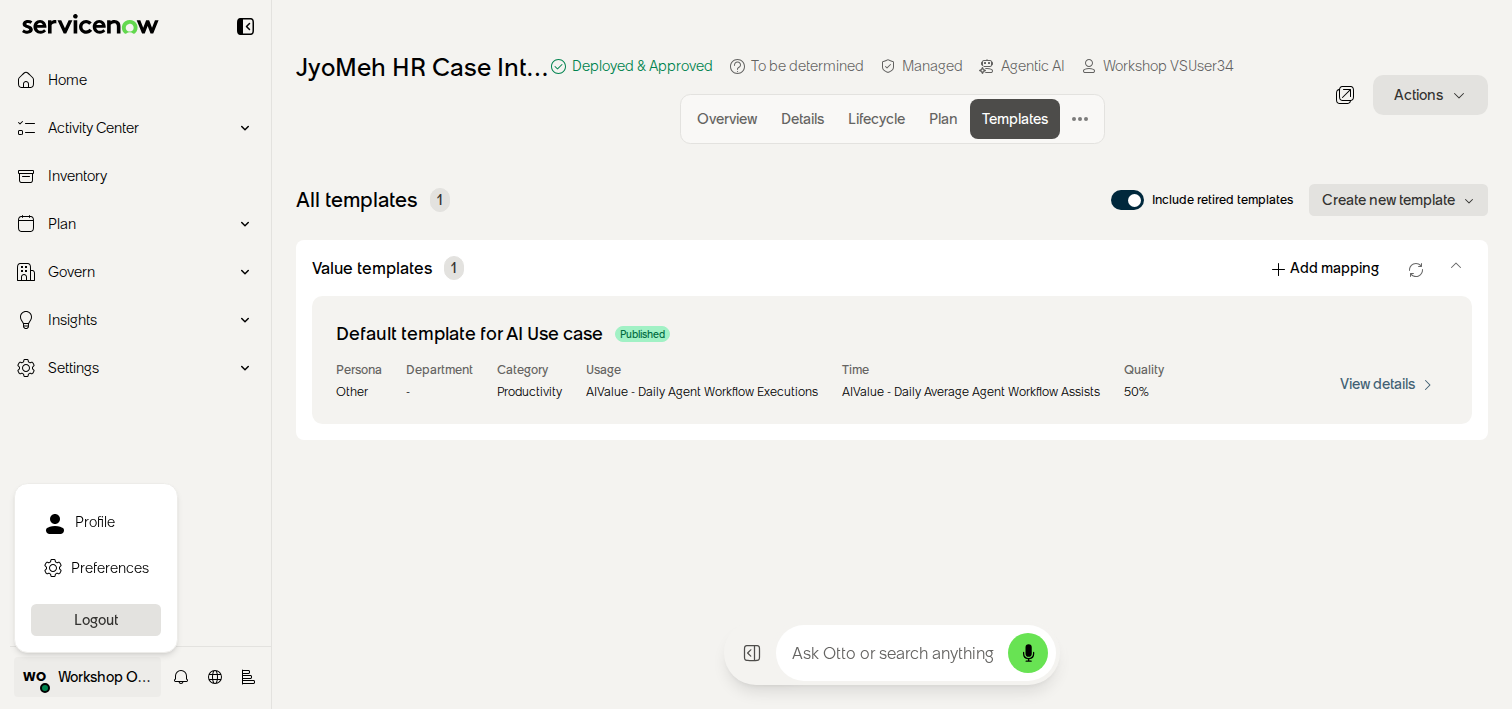 servicenow
Home
Activity Center
Inventory
Plan
Govern
Insights
Settings
Profile
Preferences
Logout
WO Workshop O...
JyoMeh HR Case Int...
Deployed & Approved
To be determined
Managed
Agentic AI
Workshop VSUser34
Actions
Overview Details Lifecycle Plan Templates
All templates 1
Include retired templates
Create new template
Value templates 1
Add mapping
Default template for AI Use case Published
Persona Department Category Usage Time Quality
Other - Productivity AIValue - Daily Agent Workflow Executions AIValue - Daily Average Agent Workflow Assists 50%
View details
Ask Otto or search anything